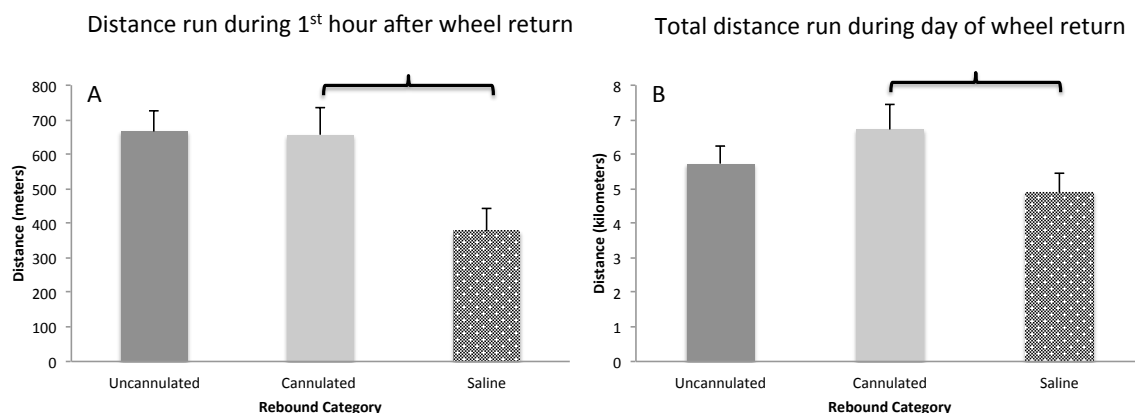 Distance run during 1st hour after wheel return
A
800
700
600
500
400
300
200
100
0
Distance (meters)
Uncannulated Cannulated Saline
Rebound Category
Total distance run during day of wheel return
B
8
7
6
5
4
3
2
1
0
Distance (kilometers)
Uncannulated Cannulated Saline
Rebound Category